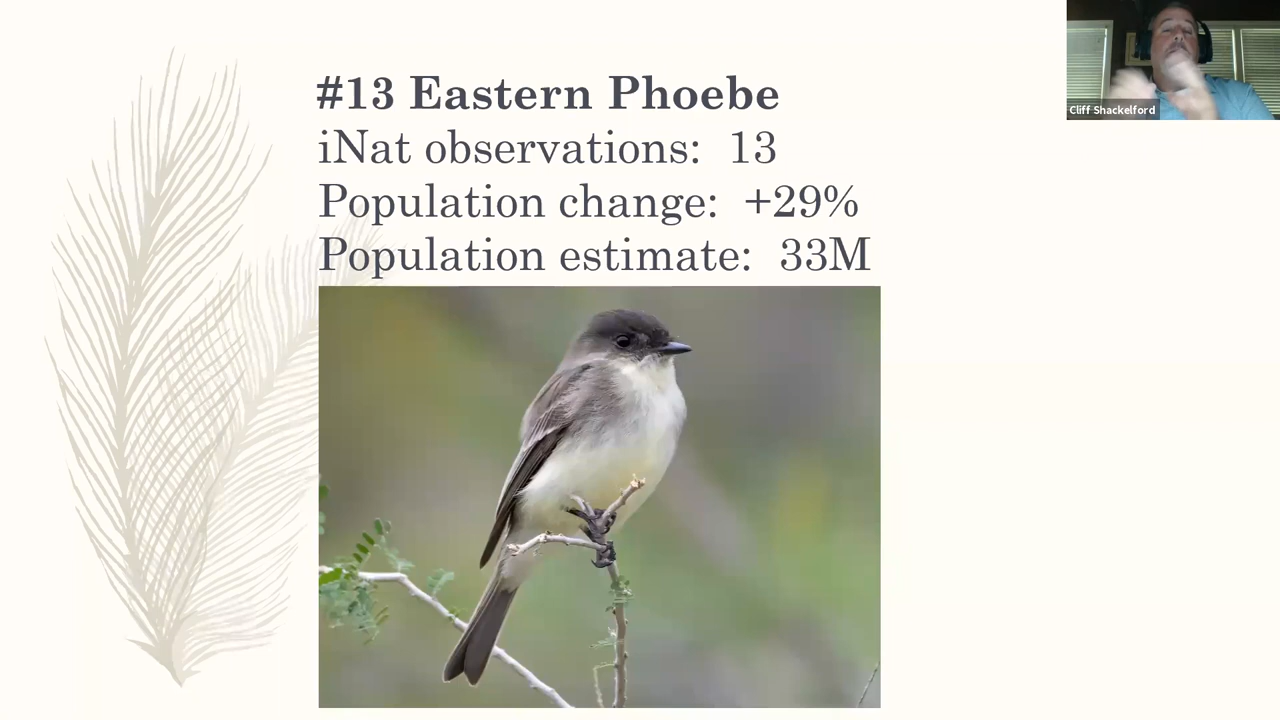 #13 Eastern Phoebe
iNat observations: 13
Population change: +29%
Population estimate: 33M
Cliff Shackelford